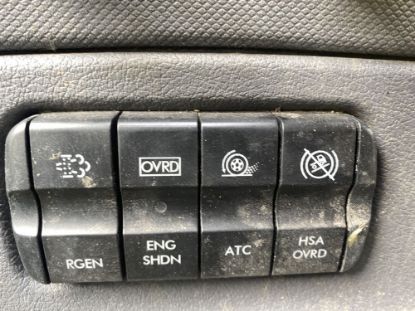 OVRD
RGEN
ENG
SHDN
ATC
HSA
OVRD